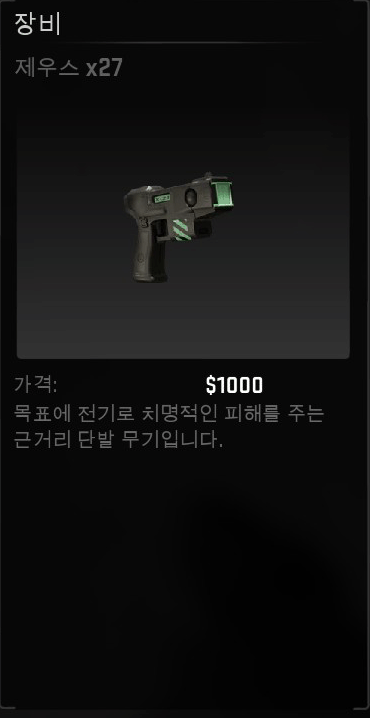 장비
제우스 x27
가격: $1000
목표에 전기로 치명적인 피해를 주는
근거리 단발 무기입니다.